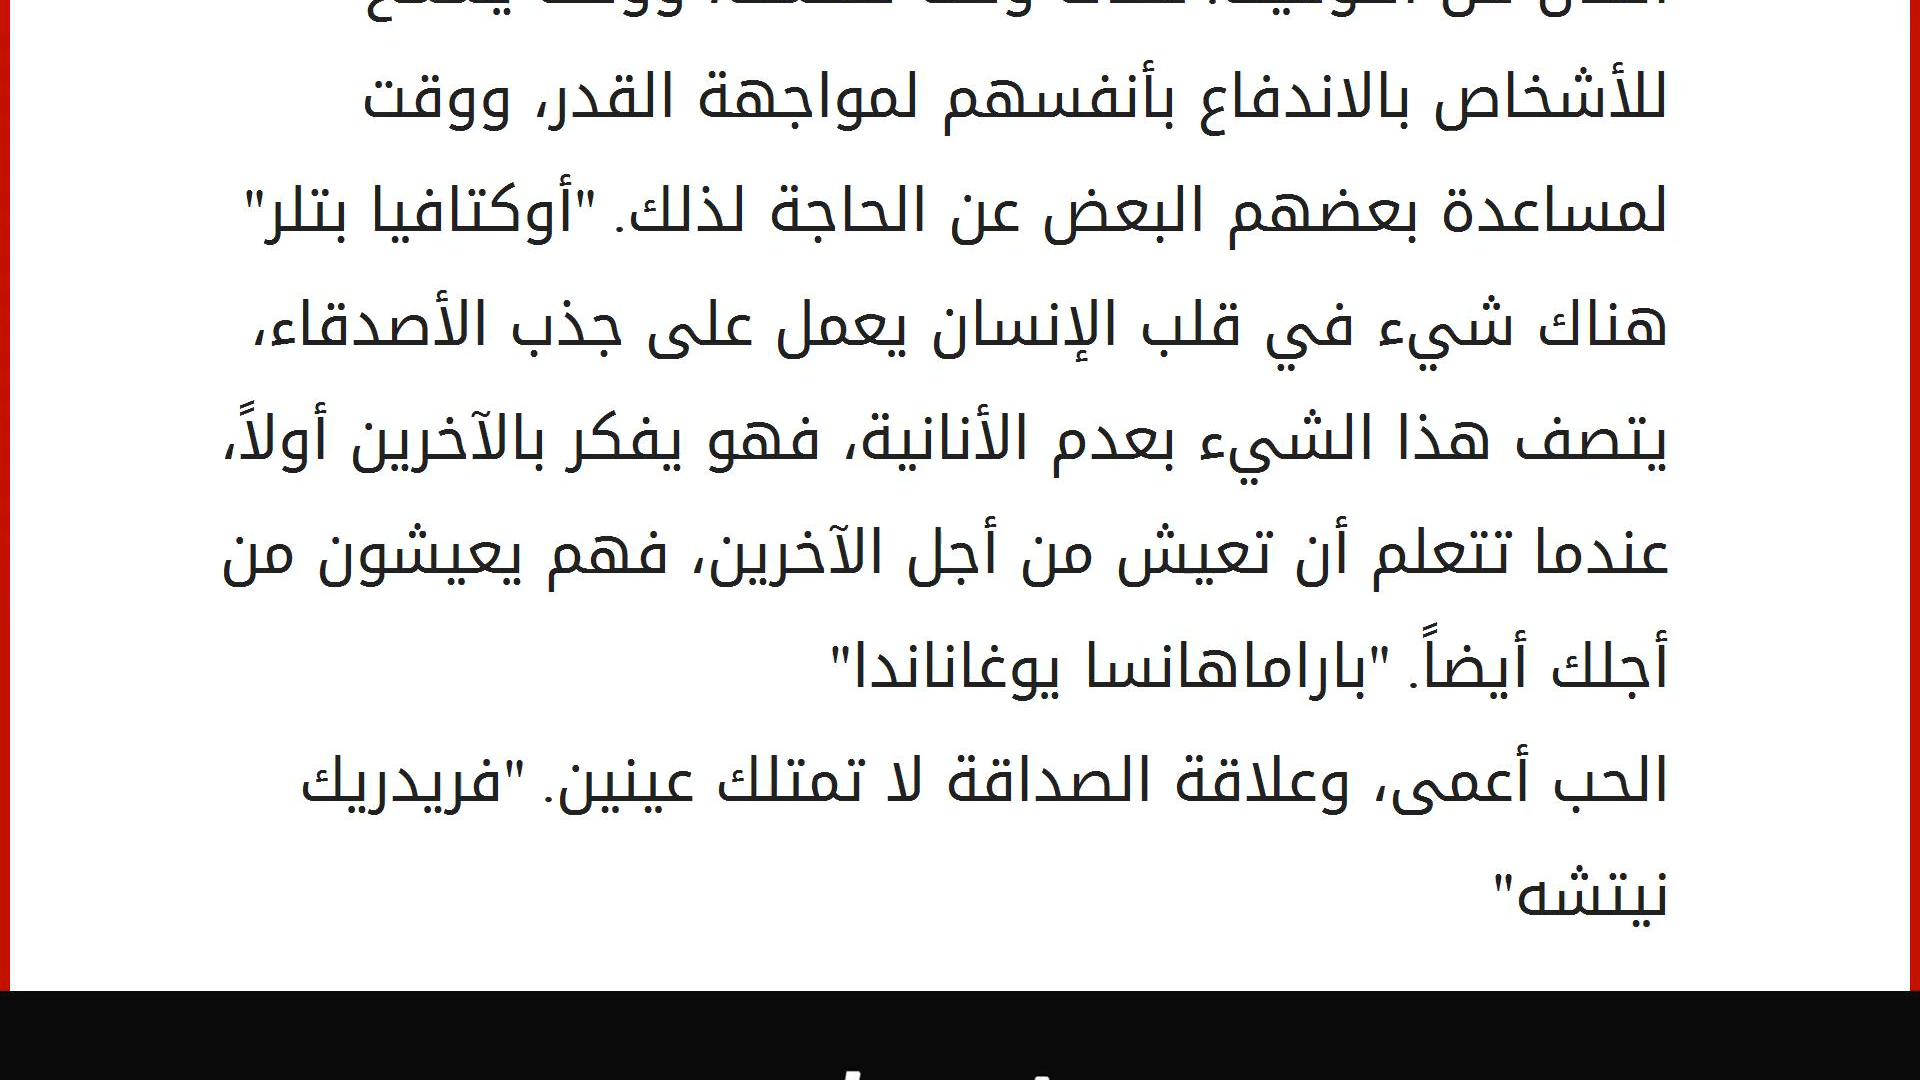 للأشخاص بالاندفاع بأنفسهم لمواجهة القدر، ووقت
لمساعدة بعضهم البعض عن الحاجة لذلك. "أوكتافيا بتلر"
هناك شيء في قلب الإنسان يعمل على جذب الأصدقاء،
يتصف هذا الشيء بعدم الأنانية، فهو يفكر بالآخرين أولاً،
عندما تتعلم أن تعيش من أجل الآخرين، فهم يعيشون من
أجلك أيضاً. "باراماهانسا يوغاناندا"
الحب أعمى، وعلاقة الصداقة لا تمتلك عينين. "فريدريك
نيتشه"